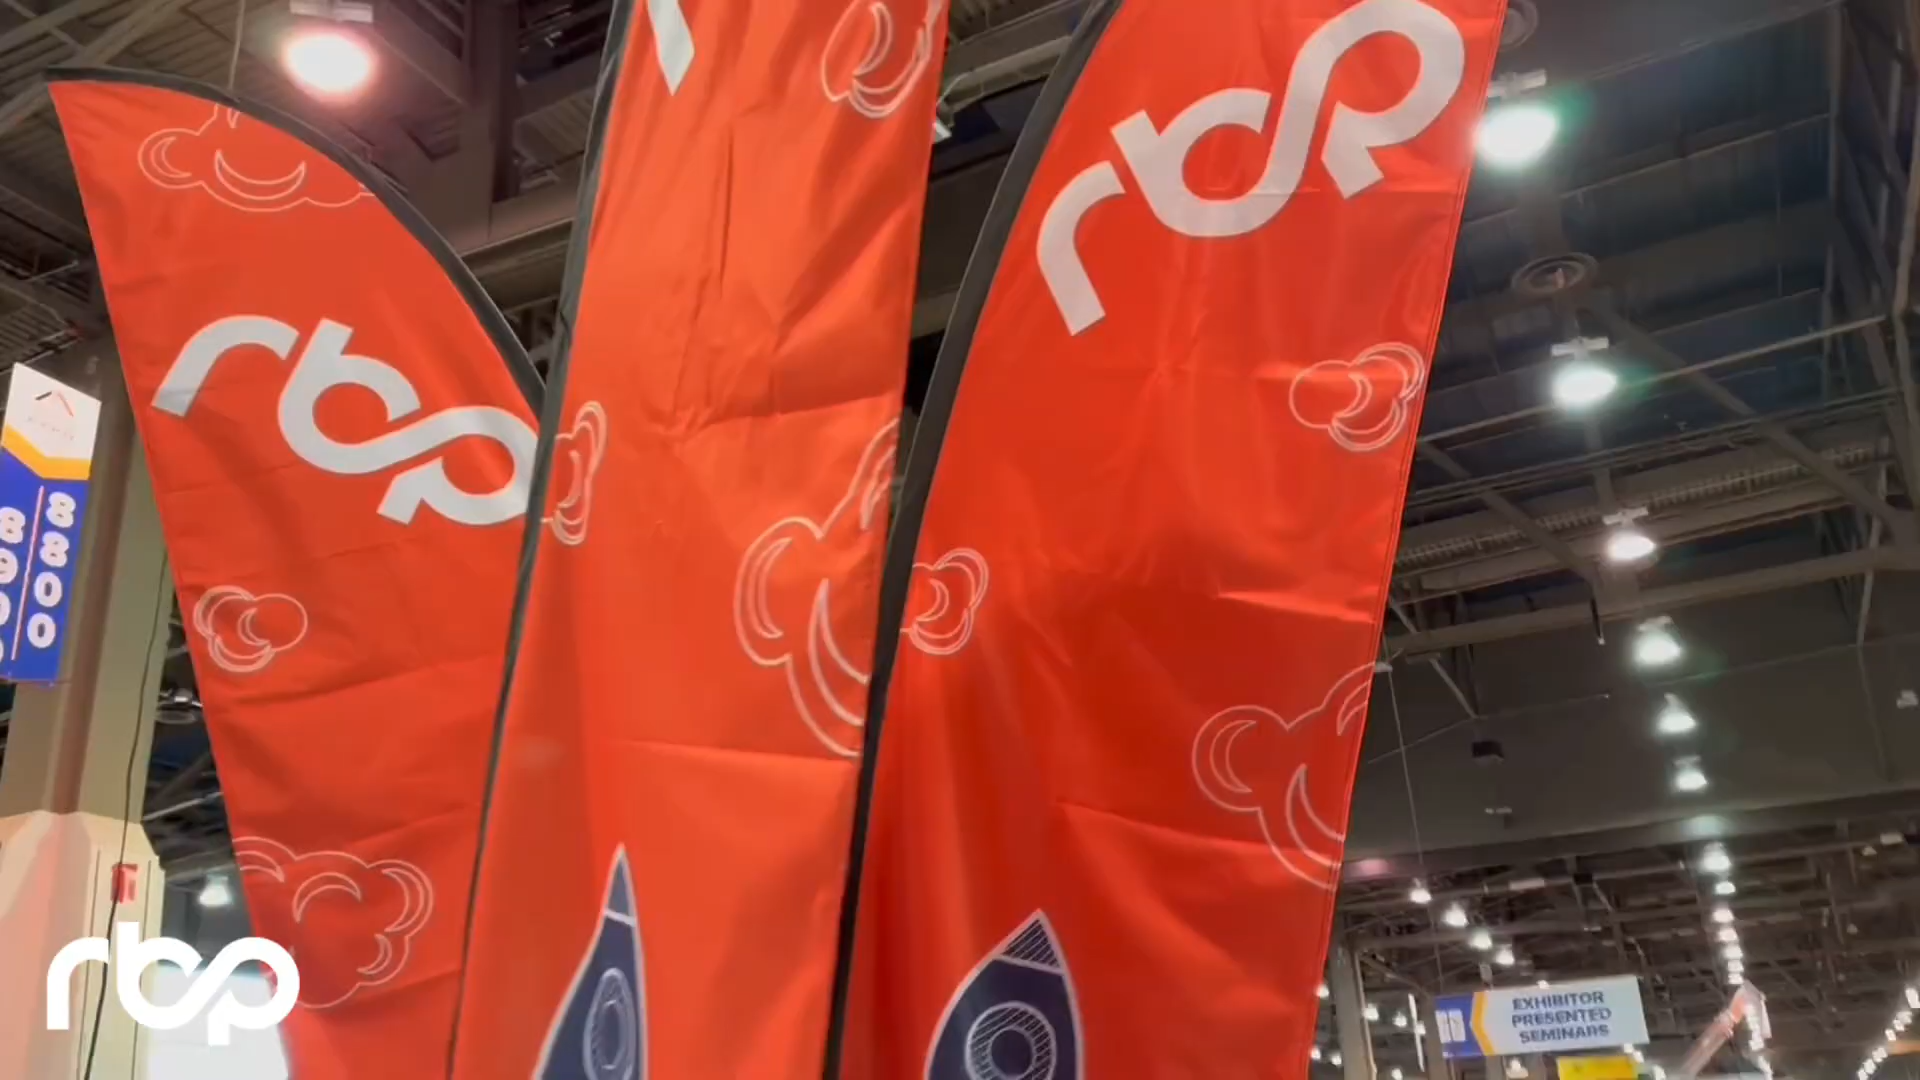 rbp
rbp
r
8800
rbp
EXHIBITOR
PRESENTED
SEMINARS